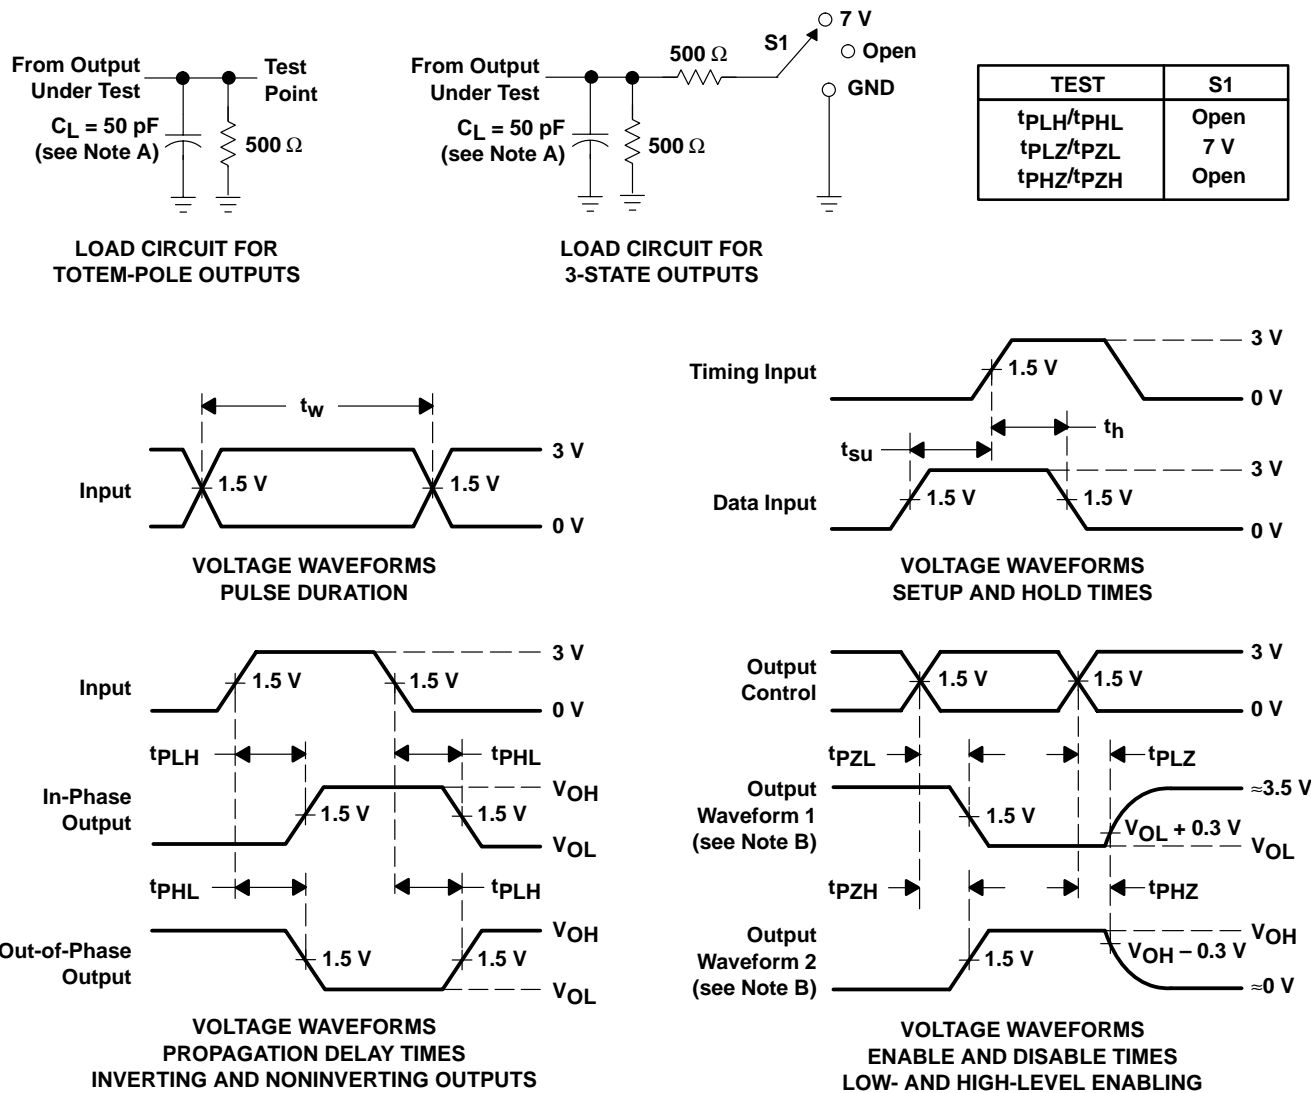 From Output
Under Test
Test
Point
CL = 50 pF
(see Note A)
500 Ω
LOAD CIRCUIT FOR
TOTEM-POLE OUTPUTS
From Output
Under Test
500 Ω
S1
7 V
Open
GND
CL = 50 pF
(see Note A)
500 Ω
LOAD CIRCUIT FOR
3-STATE OUTPUTS
TEST S1
tPLH/tPHL Open
tPLZ/tPZL 7 V
tPHZ/tPZH Open
tw
Input
1.5 V
1.5 V
3 V
0 V
VOLTAGE WAVEFORMS
PULSE DURATION
Timing Input
1.5 V
3 V
0 V
th
tsu
Data Input
1.5 V
1.5 V
3 V
0 V
VOLTAGE WAVEFORMS
SETUP AND HOLD TIMES
Input
1.5 V
1.5 V
3 V
0 V
tPLH
tPHL
In-Phase
Output
1.5 V
1.5 V
VOH
VOL
tPHL
tPLH
Out-of-Phase
Output
1.5 V
1.5 V
VOH
VOL
VOLTAGE WAVEFORMS
PROPAGATION DELAY TIMES
INVERTING AND NONINVERTING OUTPUTS
Output
Control
1.5 V
1.5 V
3 V
0 V
tPZL
tPLZ
Output
Waveform 1
(see Note B)
1.5 V
VOL + 0.3 V
≈3.5 V
VOL
tPZH
tPHZ
Output
Waveform 2
(see Note B)
1.5 V
VOH – 0.3 V
VOH
≈0 V
VOLTAGE WAVEFORMS
ENABLE AND DISABLE TIMES
LOW- AND HIGH-LEVEL ENABLING